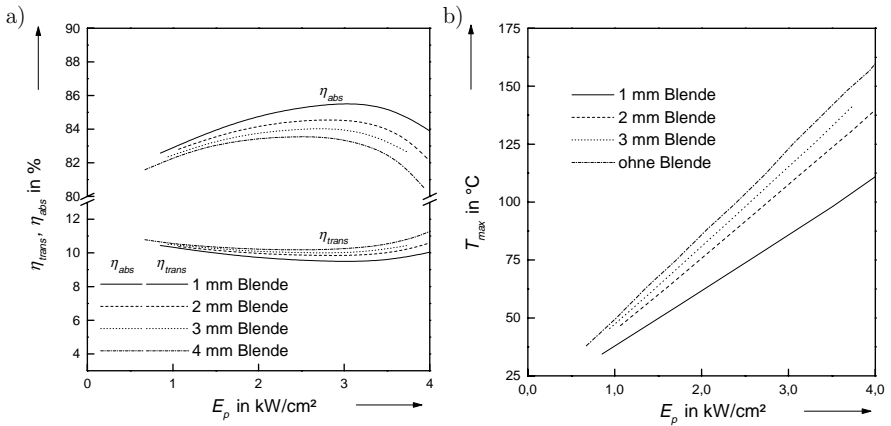 a)
90
88
86
84
82
80
12
10
8
6
4
η_trans, η_abs in %
η_abs
η_trans
η_abs η_trans
1 mm Blende
2 mm Blende
3 mm Blende
4 mm Blende
0 1 2 3 4
E_p in kW/cm²
b)
175
150
125
100
75
50
25
T_max in °C
1 mm Blende
2 mm Blende
3 mm Blende
ohne Blende
0,0 1,0 2,0 3,0 4,0
E_p in kW/cm²